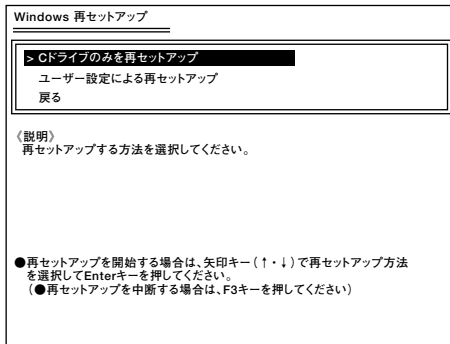 Windows 再セットアップ
> Cドライブのみを再セットアップ
ユーザー設定による再セットアップ
戻る
《説明》
再セットアップする方法を選択してください。
●再セットアップを開始する場合は、矢印キー(↑・↓)で再セットアップ方法
を選択してEnterキーを押してください。
(●再セットアップを中断する場合は、F3キーを押してください)